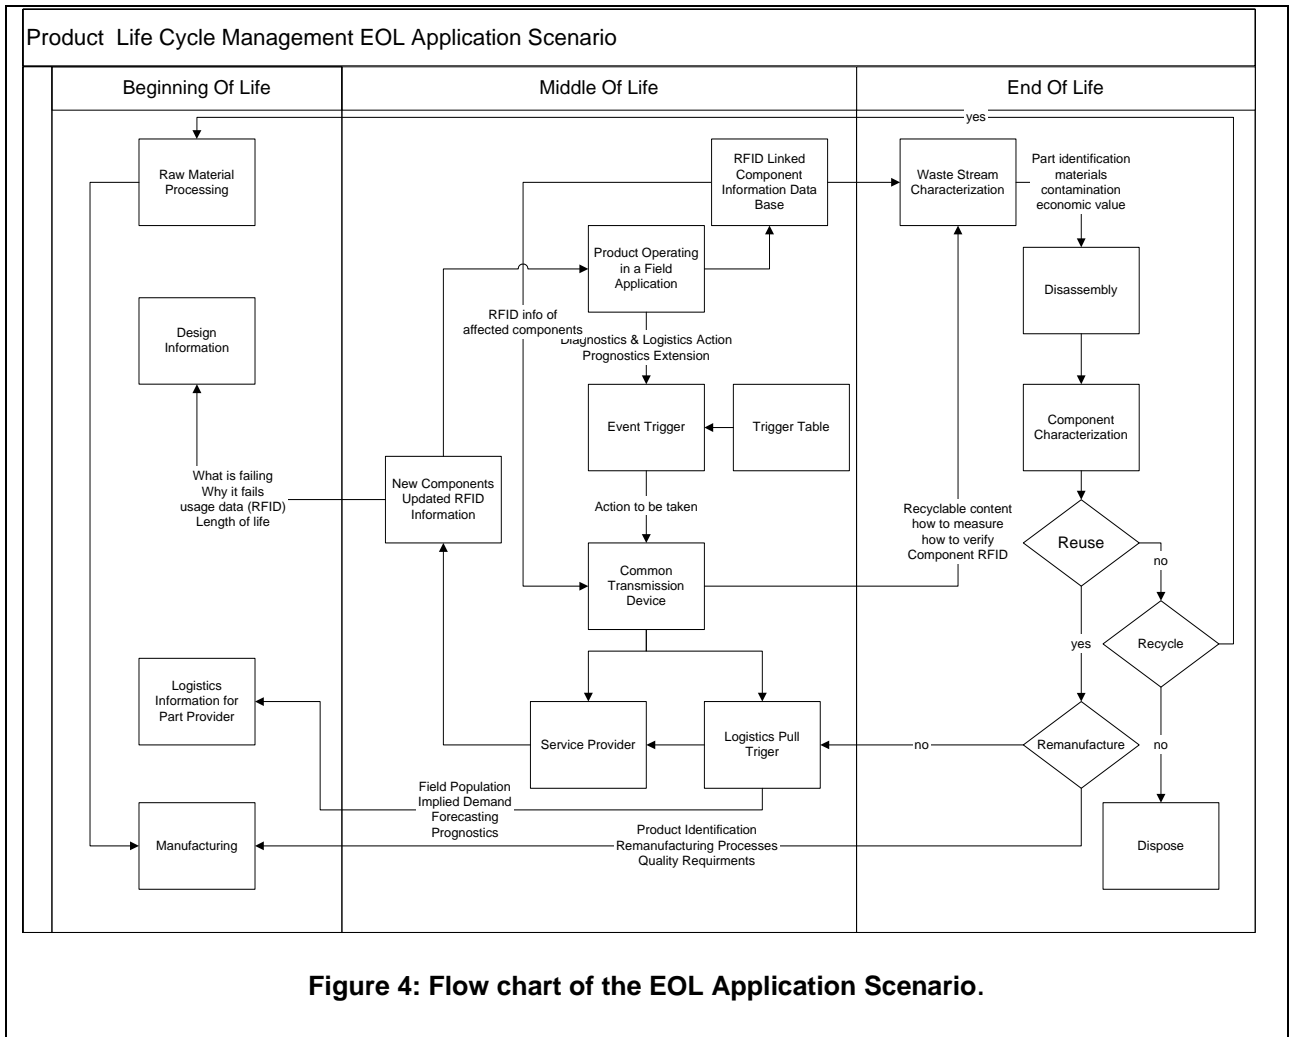 Product Life Cycle Management EOL Application Scenario
Beginning Of Life
Middle Of Life
End Of Life
yes
Raw Material
Processing
RFID Linked
Component
Information Data
Base
Waste Stream
Characterization
Part identification
materials
contamination
economic value
Product Operating
in a Field
Application
Disassembly
Design
Information
RFID info of
affected components
Diagnostics & Logistics Action
Prognostics Extension
Event Trigger
Trigger Table
Component
Characterization
What is failing
Why it fails
usage data (RFID)
Length of life
New Components
Updated RFID
Information
Action to be taken
Recyclable content
how to measure
how to verify
Component RFID
Reuse
no
Common
Transmission
Device
yes
Recycle
Logistics
Information for
Part Provider
Service Provider
Logistics Pull
Triger
no
Remanufacture
no
Field Population
Implied Demand
Forecasting
Prognostics
Manufacturing
Product Identification
Remanufacturing Processes
Quality Requirments
Dispose
Figure 4: Flow chart of the EOL Application Scenario.